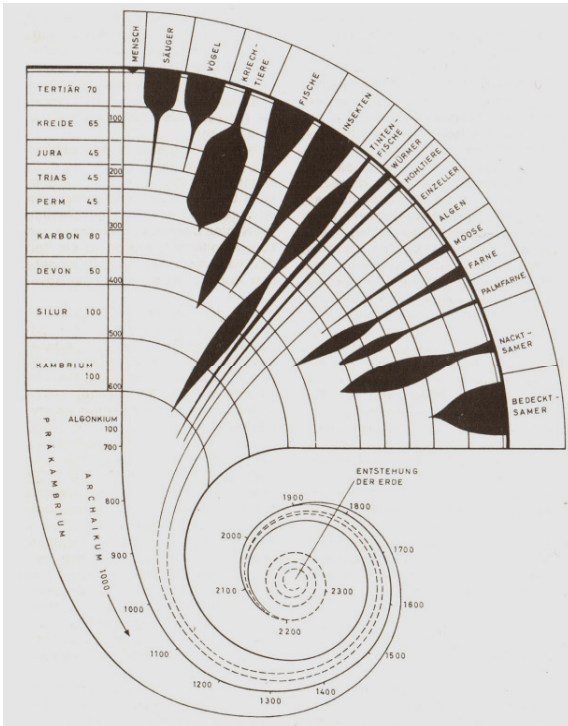 MENSCH
SÄUGER
VÖGEL
KRIECH-
TIERE
FISCHE
INSEKTEN
TINTEN-
FISCHE
WÜRMER
HOHLTIERE
EINZELLER
ALGEN
MOOSE
FARNE
PALMFARNE
NACKT-
SAMER
BEDECKT-
SAMER
TERTIÄR 70
100
KREIDE 65
JURA 45
200
TRIAS 45
PERM 45
300
KARBON 80
400
DEVON 50
SILUR 100
500
KAMBRIUM
100
600
ALGONKIUM
100
700
PRÄKAMBRIUM
ARCHAIKUM 1000
800
900
1000
1100
1200
1300
1400
1500
1600
1700
1800
1900
2000
2100
2200
2300
ENTSTEHUNG
DER ERDE